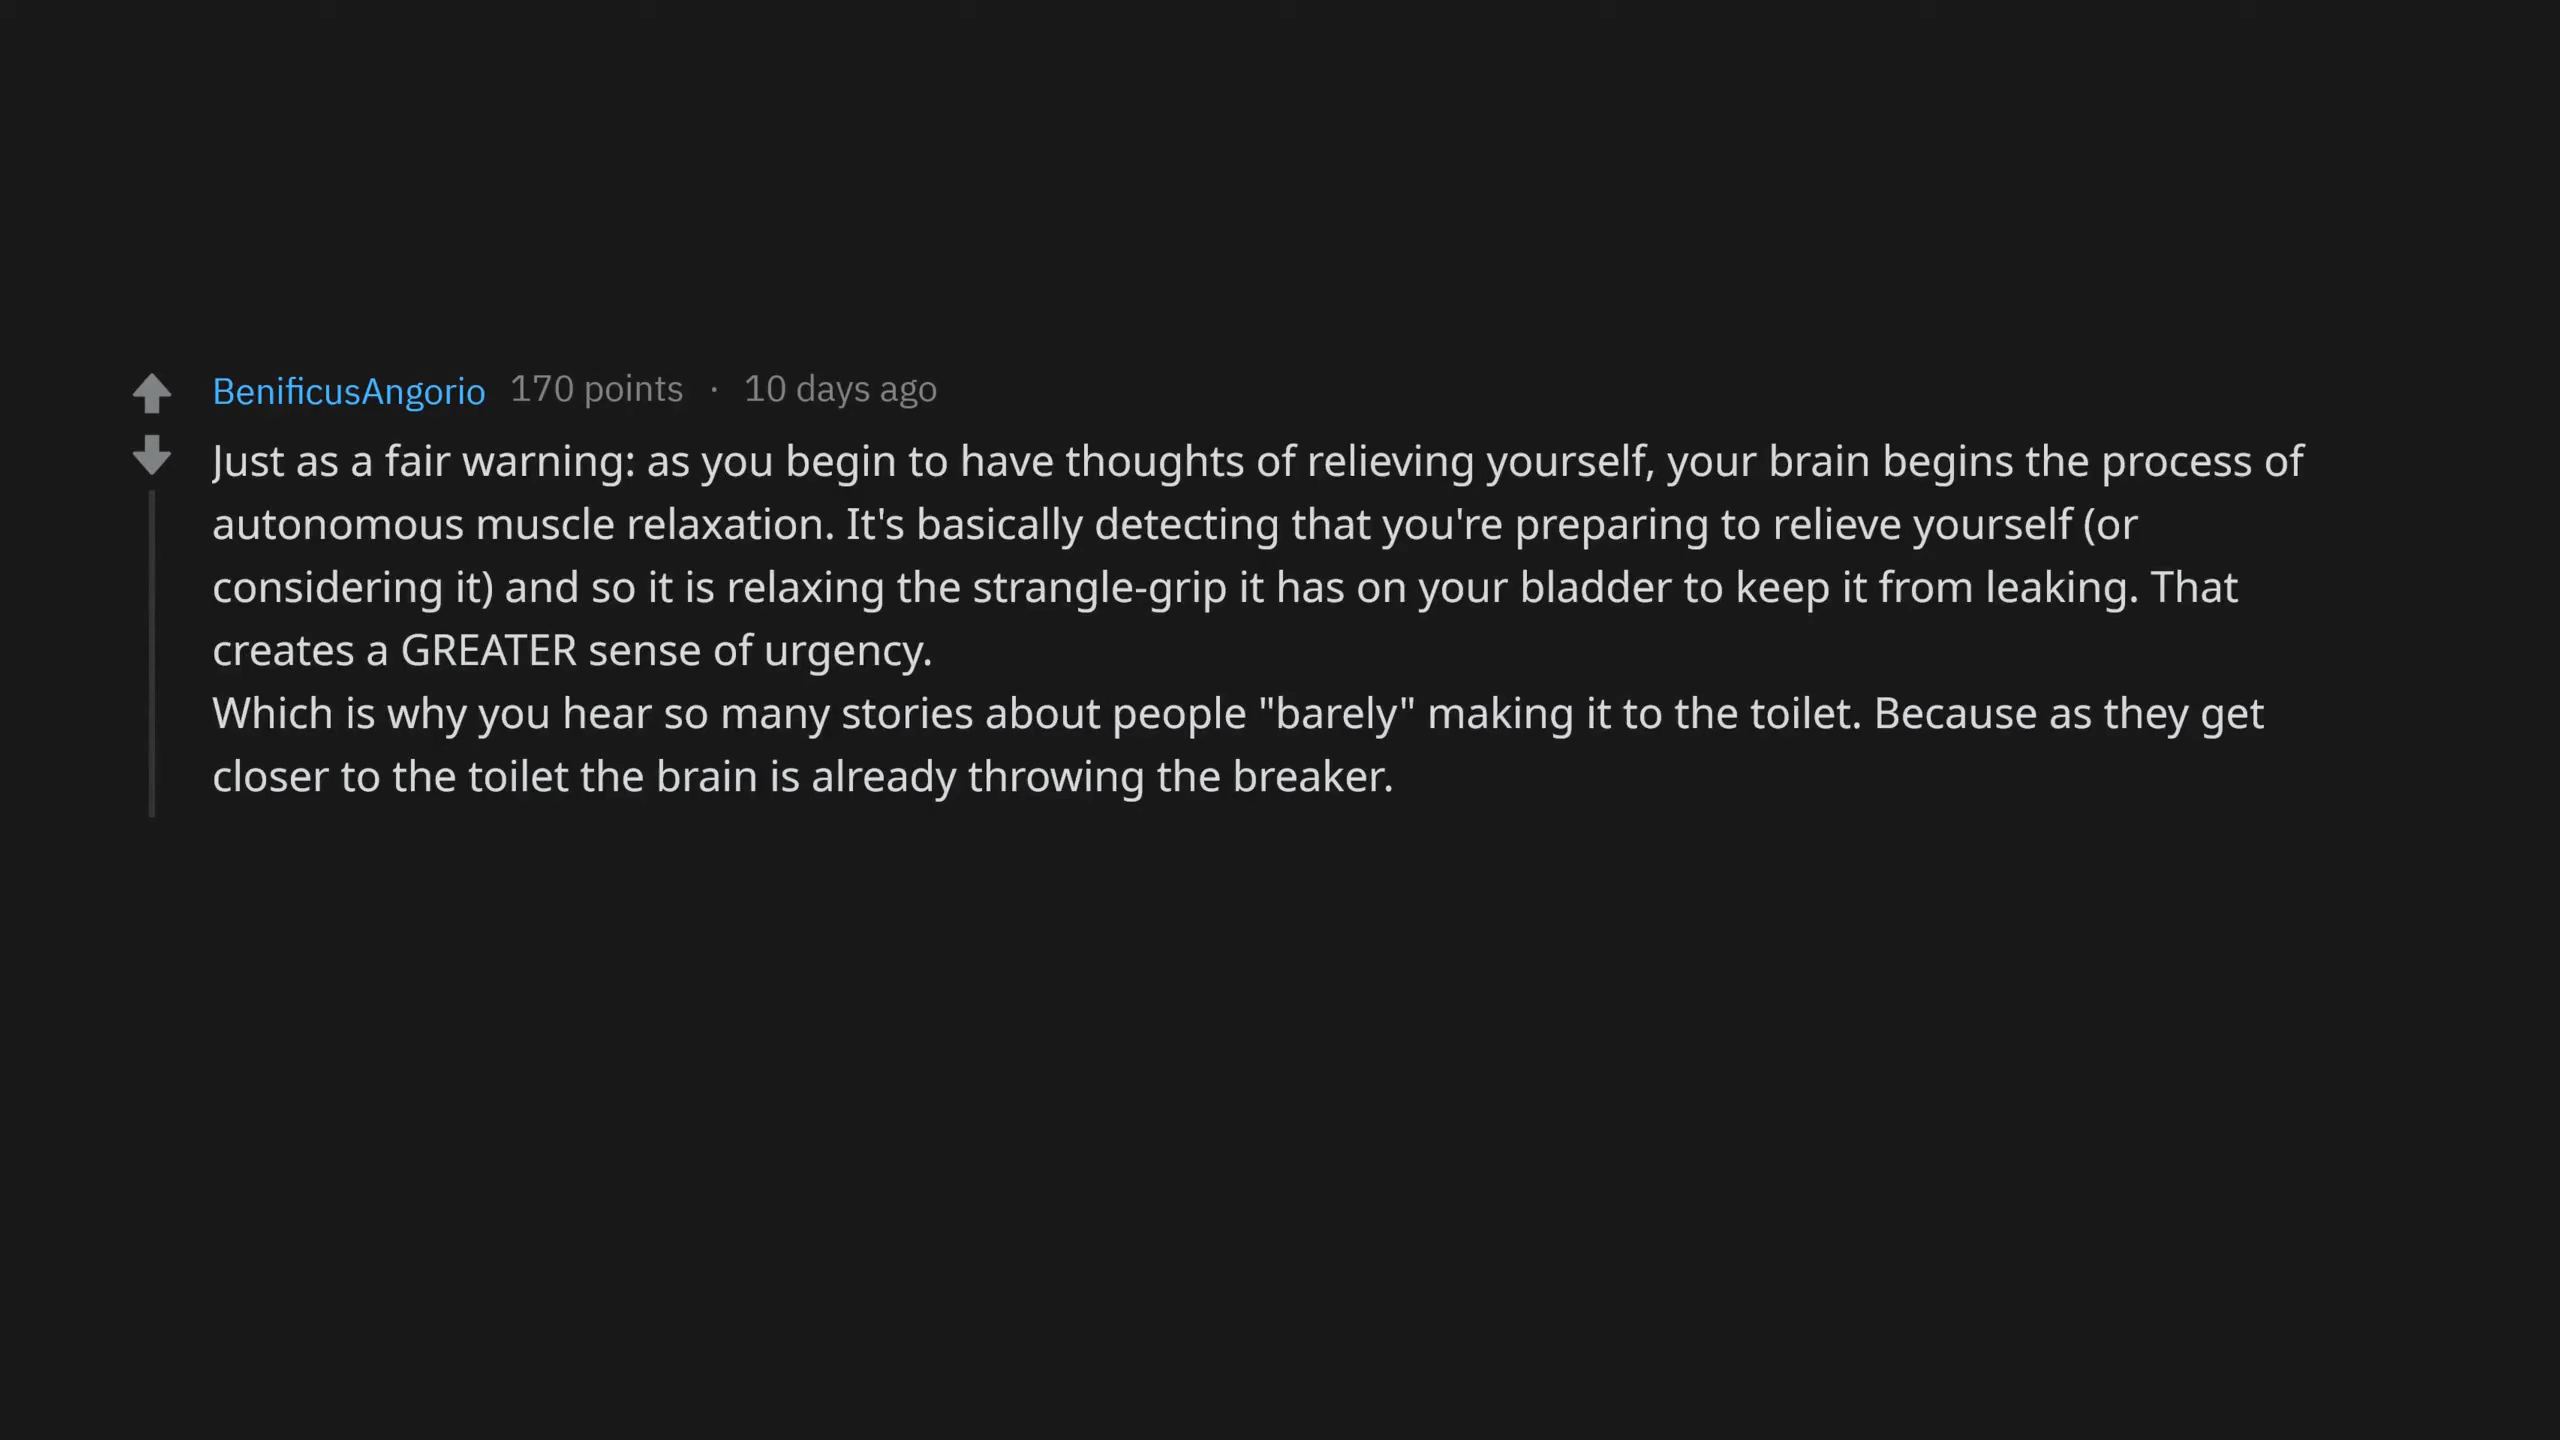 BenificusAngorio 170 points · 10 days ago
Just as a fair warning: as you begin to have thoughts of relieving yourself, your brain begins the process of
autonomous muscle relaxation. It's basically detecting that you're preparing to relieve yourself (or
considering it) and so it is relaxing the strangle-grip it has on your bladder to keep it from leaking. That
creates a GREATER sense of urgency.
Which is why you hear so many stories about people "barely" making it to the toilet. Because as they get
closer to the toilet the brain is already throwing the breaker.